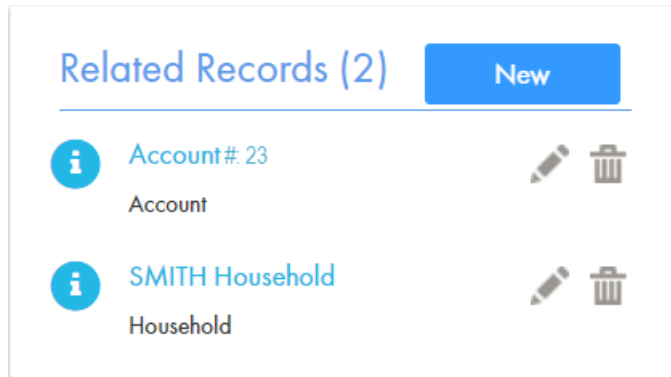 Related Records (2)
New
Account #: 23
Account
SMITH Household
Household